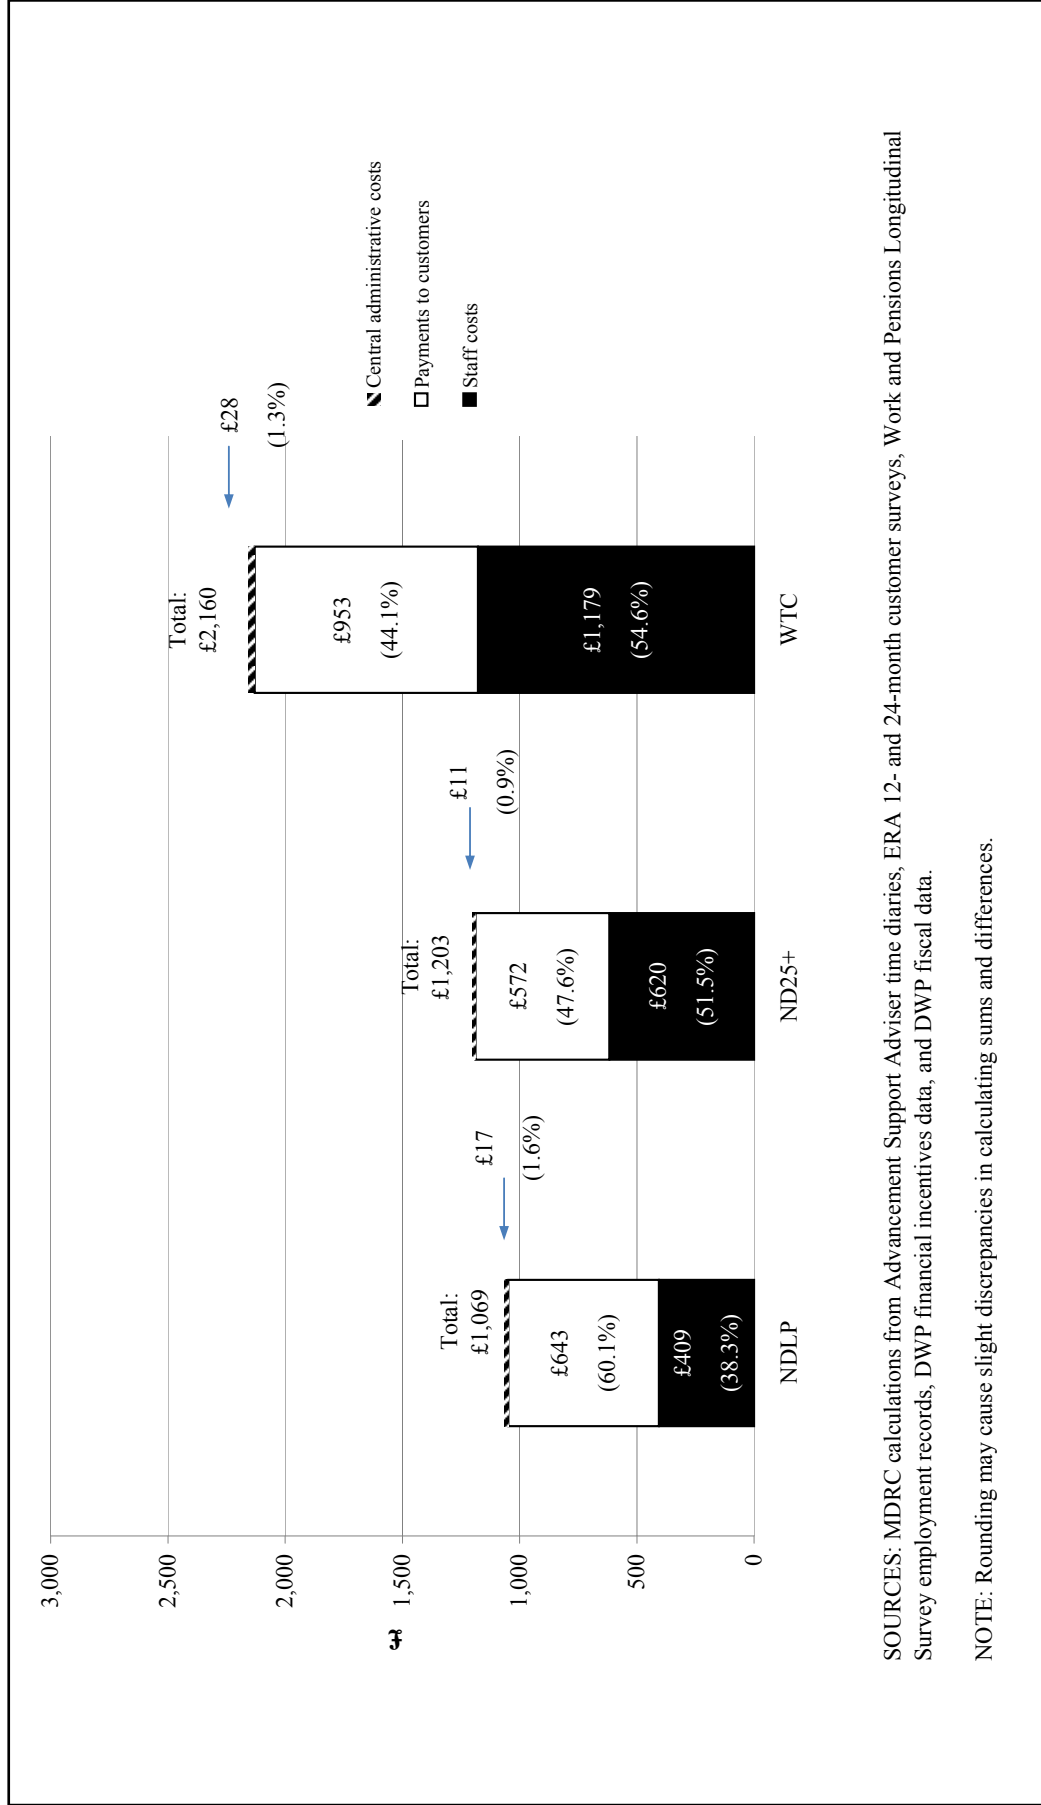 3,000
2,500
2,000
1,500
1,000
500
0
£
Total:
£1,069
£643
(60.1%)
£409
(38.3%)
£17
(1.6%)
NDLP
Total:
£1,203
£572
(47.6%)
£620
(51.5%)
£11
(0.9%)
ND25+
Total:
£2,160
£953
(44.1%)
£1,179
(54.6%)
£28
(1.3%)
WTC
Central administrative costs
Payments to customers
Staff costs
SOURCES: MDRC calculations from Advancement Support Adviser time diaries, ERA 12- and 24-month customer surveys, Work and Pensions Longitudinal
Survey employment records, DWP financial incentives data, and DWP fiscal data.
NOTE: Rounding may cause slight discrepancies in calculating sums and differences.